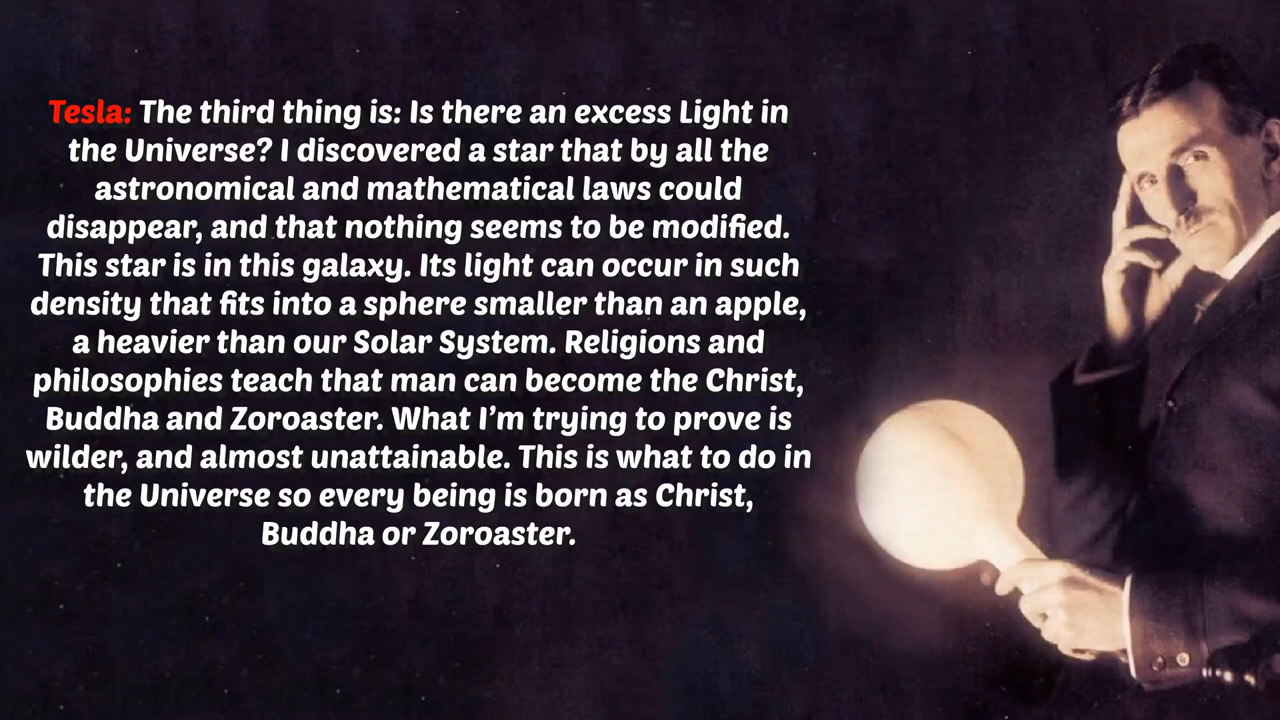 Tesla: The third thing is: Is there an excess Light in
the Universe? I discovered a star that by all the
astronomical and mathematical laws could
disappear, and that nothing seems to be modified.
This star is in this galaxy. Its light can occur in such
density that fits into a sphere smaller than an apple,
a heavier than our Solar System. Religions and
philosophies teach that man can become the Christ,
Buddha and Zoroaster. What I'm trying to prove is
wilder, and almost unattainable. This is what to do in
the Universe so every being is born as Christ,
Buddha or Zoroaster.